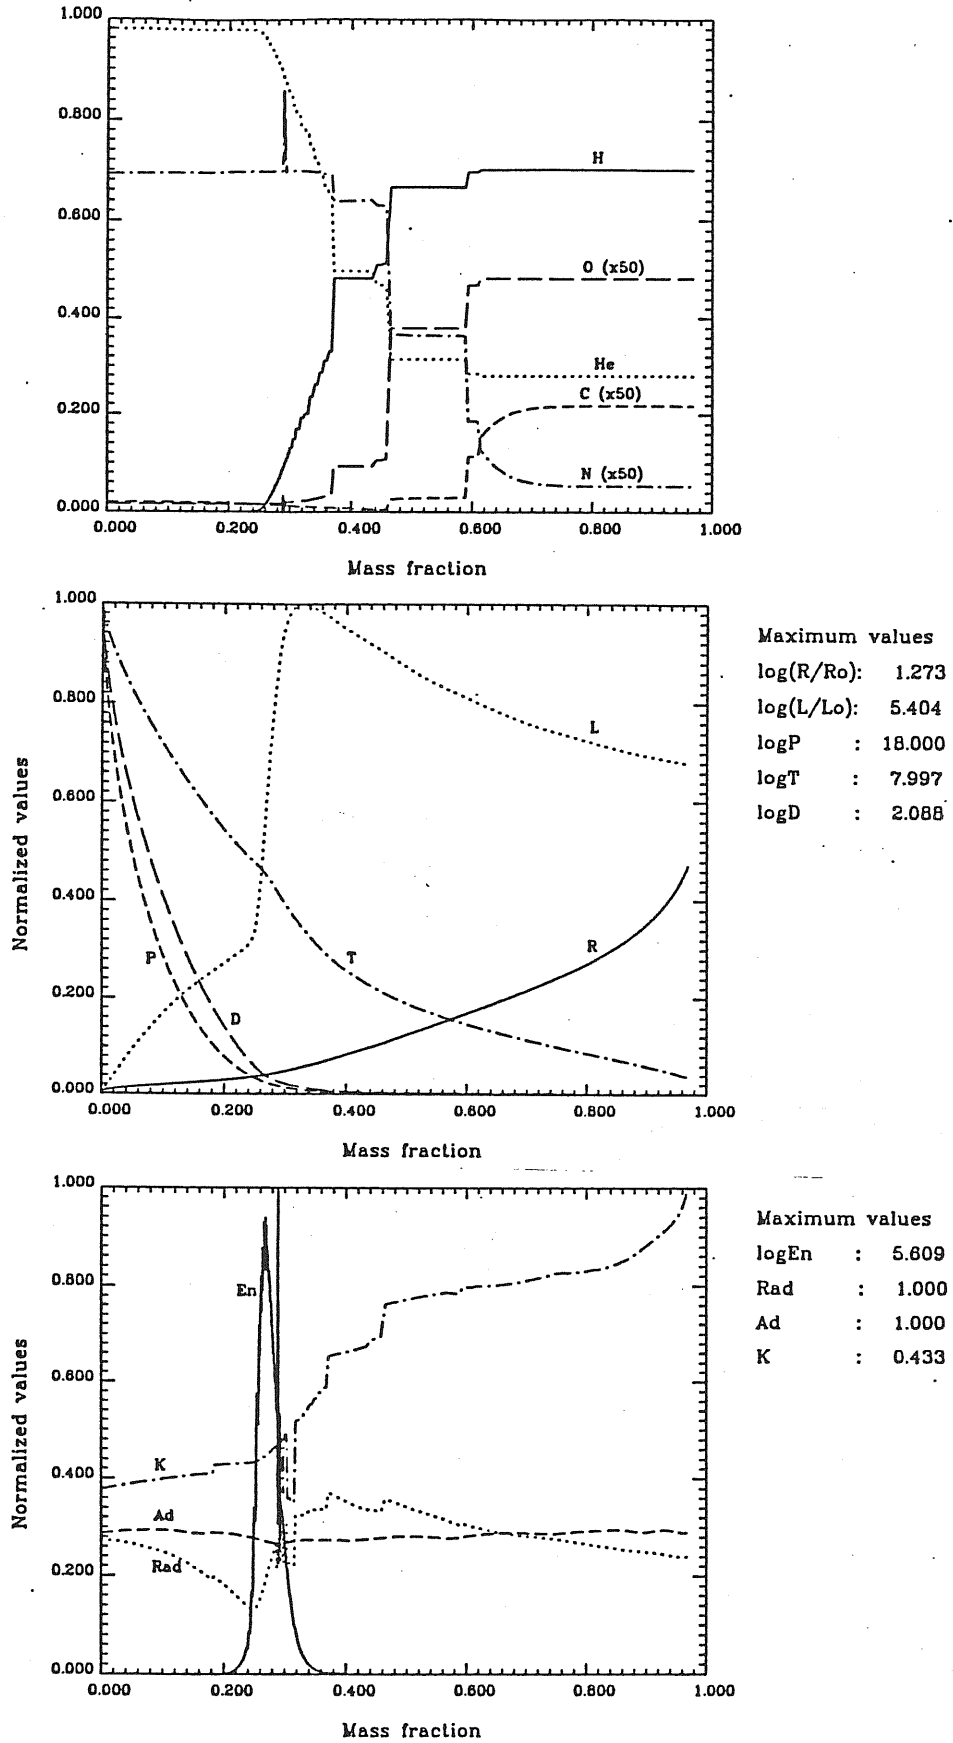 1.000
0.800
0.600
0.400
0.200
0.000
H
O (x50)
He
C (x50)
N (x50)
0.000 0.200 0.400 0.600 0.800 1.000
Mass fraction
1.000
0.800
0.600
0.400
0.200
0.000
Normalized values
L
R
T
P
D
0.000 0.200 0.400 0.600 0.800 1.000
Mass fraction
Maximum values
log(R/Ro): 1.273
log(L/Lo): 5.404
logP : 18.000
logT : 7.997
logD : 2.088
1.000
0.800
0.600
0.400
0.200
0.000
Normalized values
En
K
Ad
Rad
0.000 0.200 0.400 0.600 0.800 1.000
Mass fraction
Maximum values
logEn : 5.609
Rad : 1.000
Ad : 1.000
K : 0.433